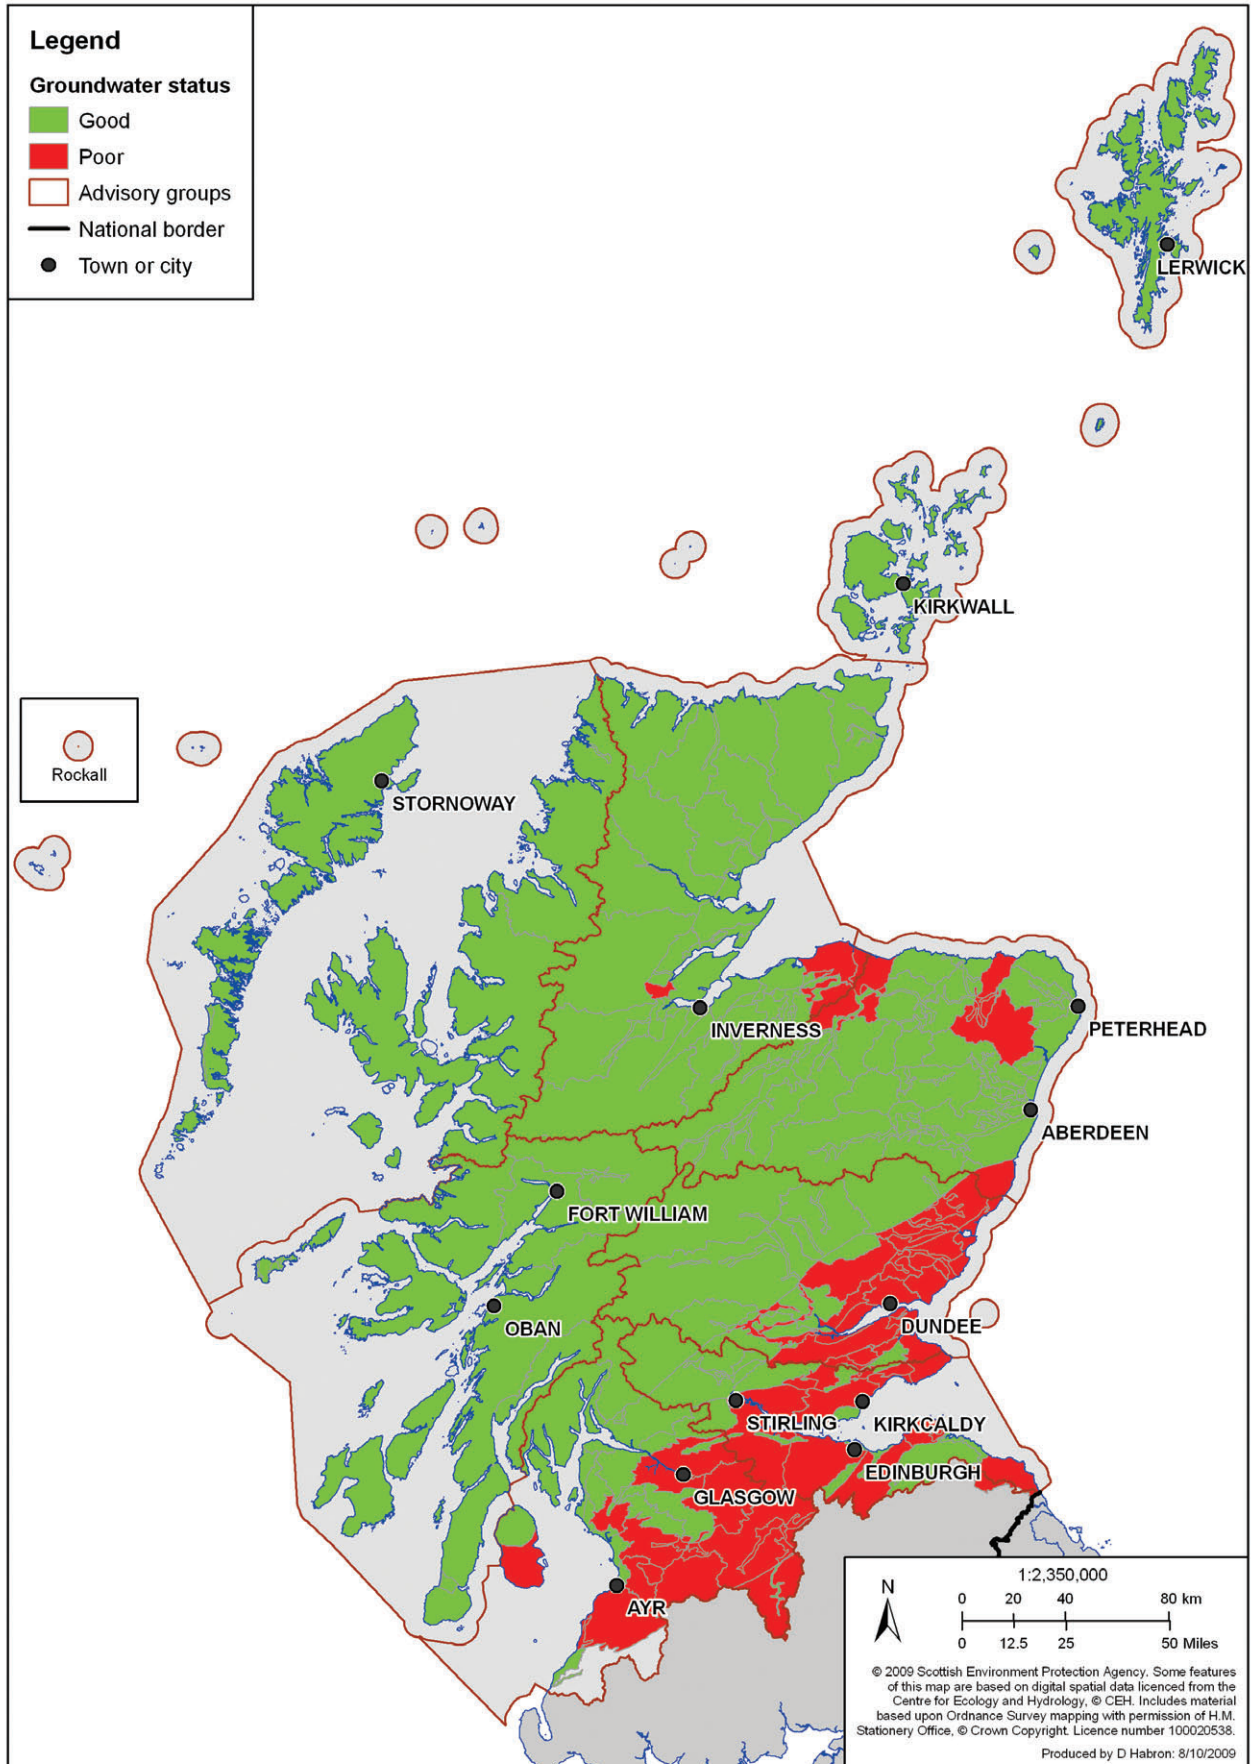 Legend
Groundwater status
Good
Poor
Advisory groups
National border
Town or city
LERWICK
KIRKWALL
Rockall
STORNOWAY
INVERNESS
PETERHEAD
ABERDEEN
FORT WILLIAM
OBAN
DUNDEE
STIRLING
KIRKCALDY
EDINBURGH
GLASGOW
AYR
N
1:2,350,000
0 20 40 80 km
0 12.5 25 50 Miles
© 2009 Scottish Environment Protection Agency. Some features
of this map are based on digital spatial data licenced from the
Centre for Ecology and Hydrology, © CEH. Includes material
based upon Ordnance Survey mapping with permission of H.M.
Stationery Office, © Crown Copyright. Licence number 100020538.
Produced by D Habron: 8/10/2009